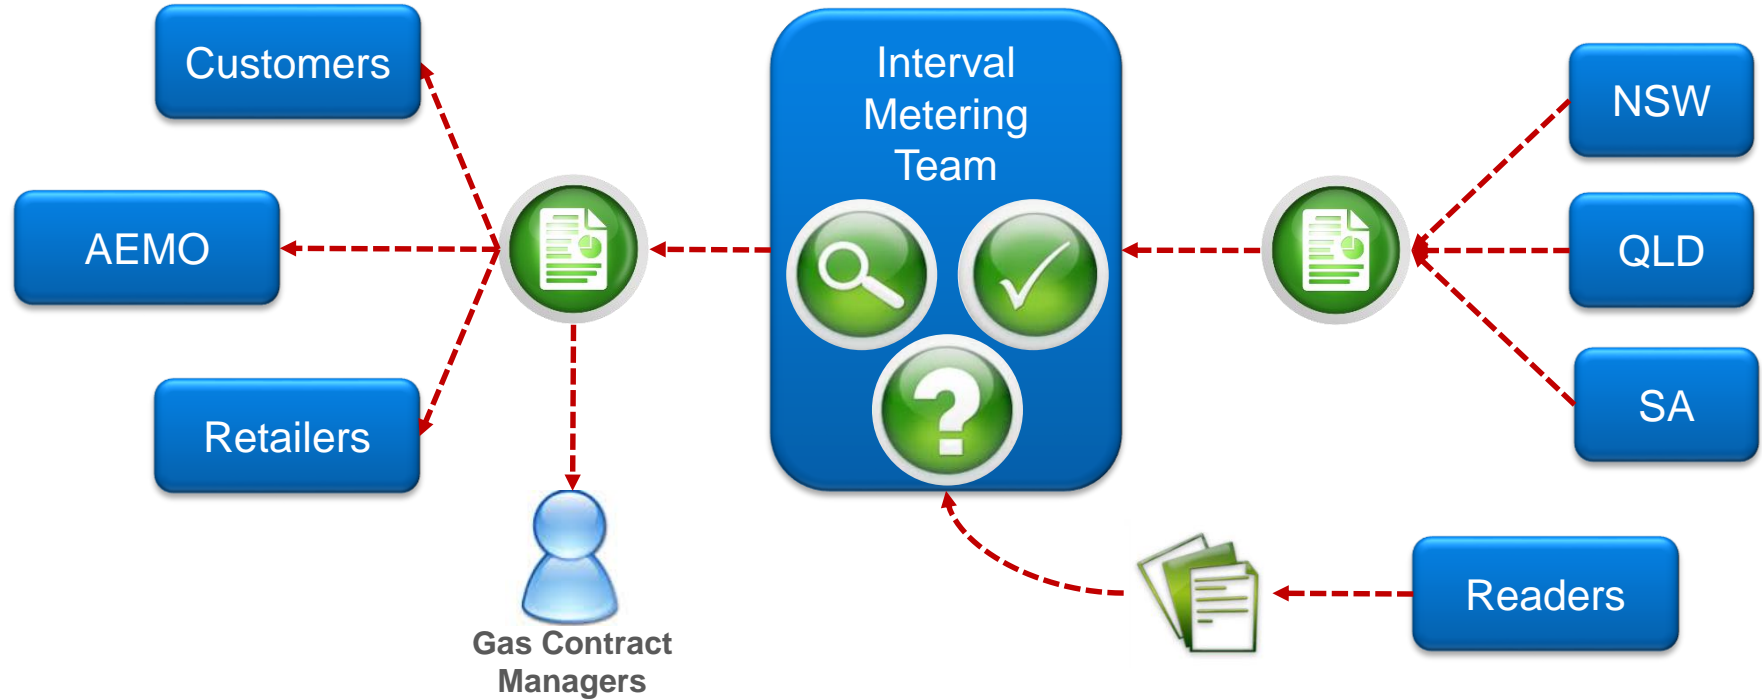 Customers
AEMO
Retailers
Gas Contract
Managers
Interval
Metering
Team
NSW
QLD
SA
Readers